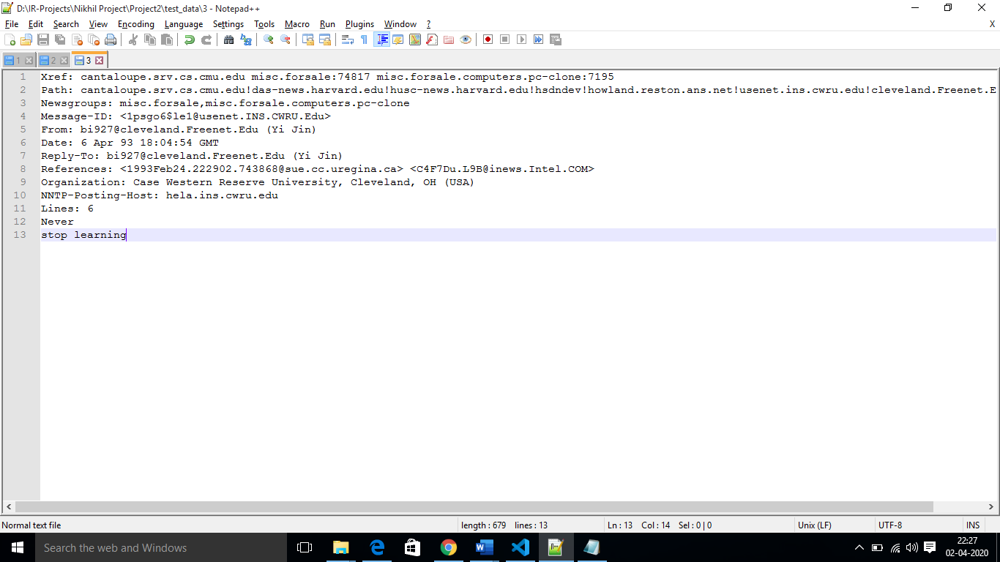 D:\IR-Projects\Nikhil Project\Project2\test_data\3 - Notepad++
File Edit Search View Encoding Language Settings Tools Macro Run Plugins Window ? X
1 2 3
1 Xref: cantaloupe.srv.cs.cmu.edu misc.forsale:74817 misc.forsale.computers.pc-clone:7195
2 Path: cantaloupe.srv.cs.cmu.edu!das-news.harvard.edu!husc-news.harvard.edu!hsdndev!howland.reston.ans.net!usenet.ins.cwru.edu!cleveland.Freenet.E
3 Newsgroups: misc.forsale,misc.forsale.computers.pc-clone
4 Message-ID: <1psgo6$le1@usenet.INS.CWRU.Edu>
5 From: bi927@cleveland.Freenet.Edu (Yi Jin)
6 Date: 6 Apr 93 18:04:54 GMT
7 Reply-To: bi927@cleveland.Freenet.Edu (Yi Jin)
8 References: <1993Feb24.222902.743868@sue.cc.uregina.ca> <C4F7Du.L9B@inews.Intel.COM>
9 Organization: Case Western Reserve University, Cleveland, OH (USA)
10 NNTP-Posting-Host: hela.ins.cwru.edu
11 Lines: 6
12 Never
13 stop learning
Normal text file length : 679 lines : 13 Ln : 13 Col : 14 Sel : 0 | 0 Unix (LF) UTF-8 INS
Search the web and Windows
22:27
02-04-2020